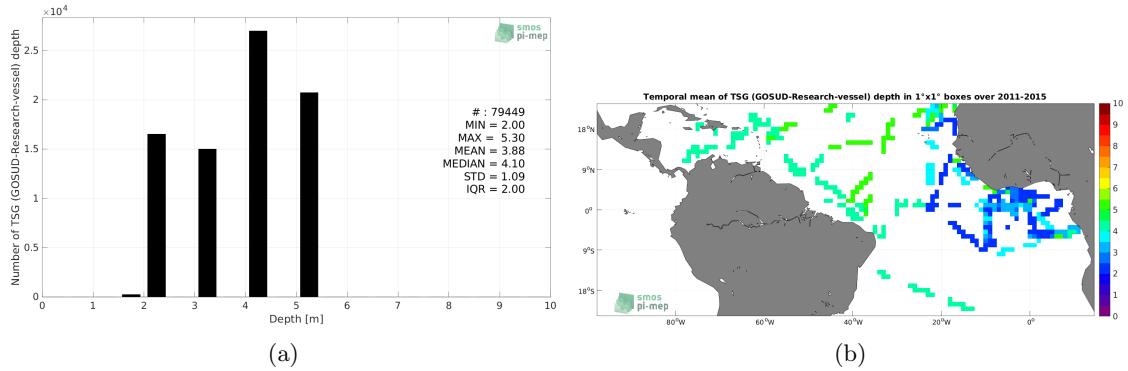 ×10⁴
smos
pi-mep
Number of TSG (GOSUD-Research-vessel) depth
2.5
2
1.5
1
0.5
0
# : 79449
MIN = 2.00
MAX = 5.30
MEAN = 3.88
MEDIAN = 4.10
STD = 1.09
IQR = 2.00
0 1 2 3 4 5 6 7 8 9 10
Depth [m]
(a)
Temporal mean of TSG (GOSUD-Research-vessel) depth in 1°x1° boxes over 2011-2015
18°N
9°N
0°
9°S
18°S
80°W 60°W 40°W 20°W 0°
10
9
8
7
6
5
4
3
2
1
0
smos
pi-mep
(b)